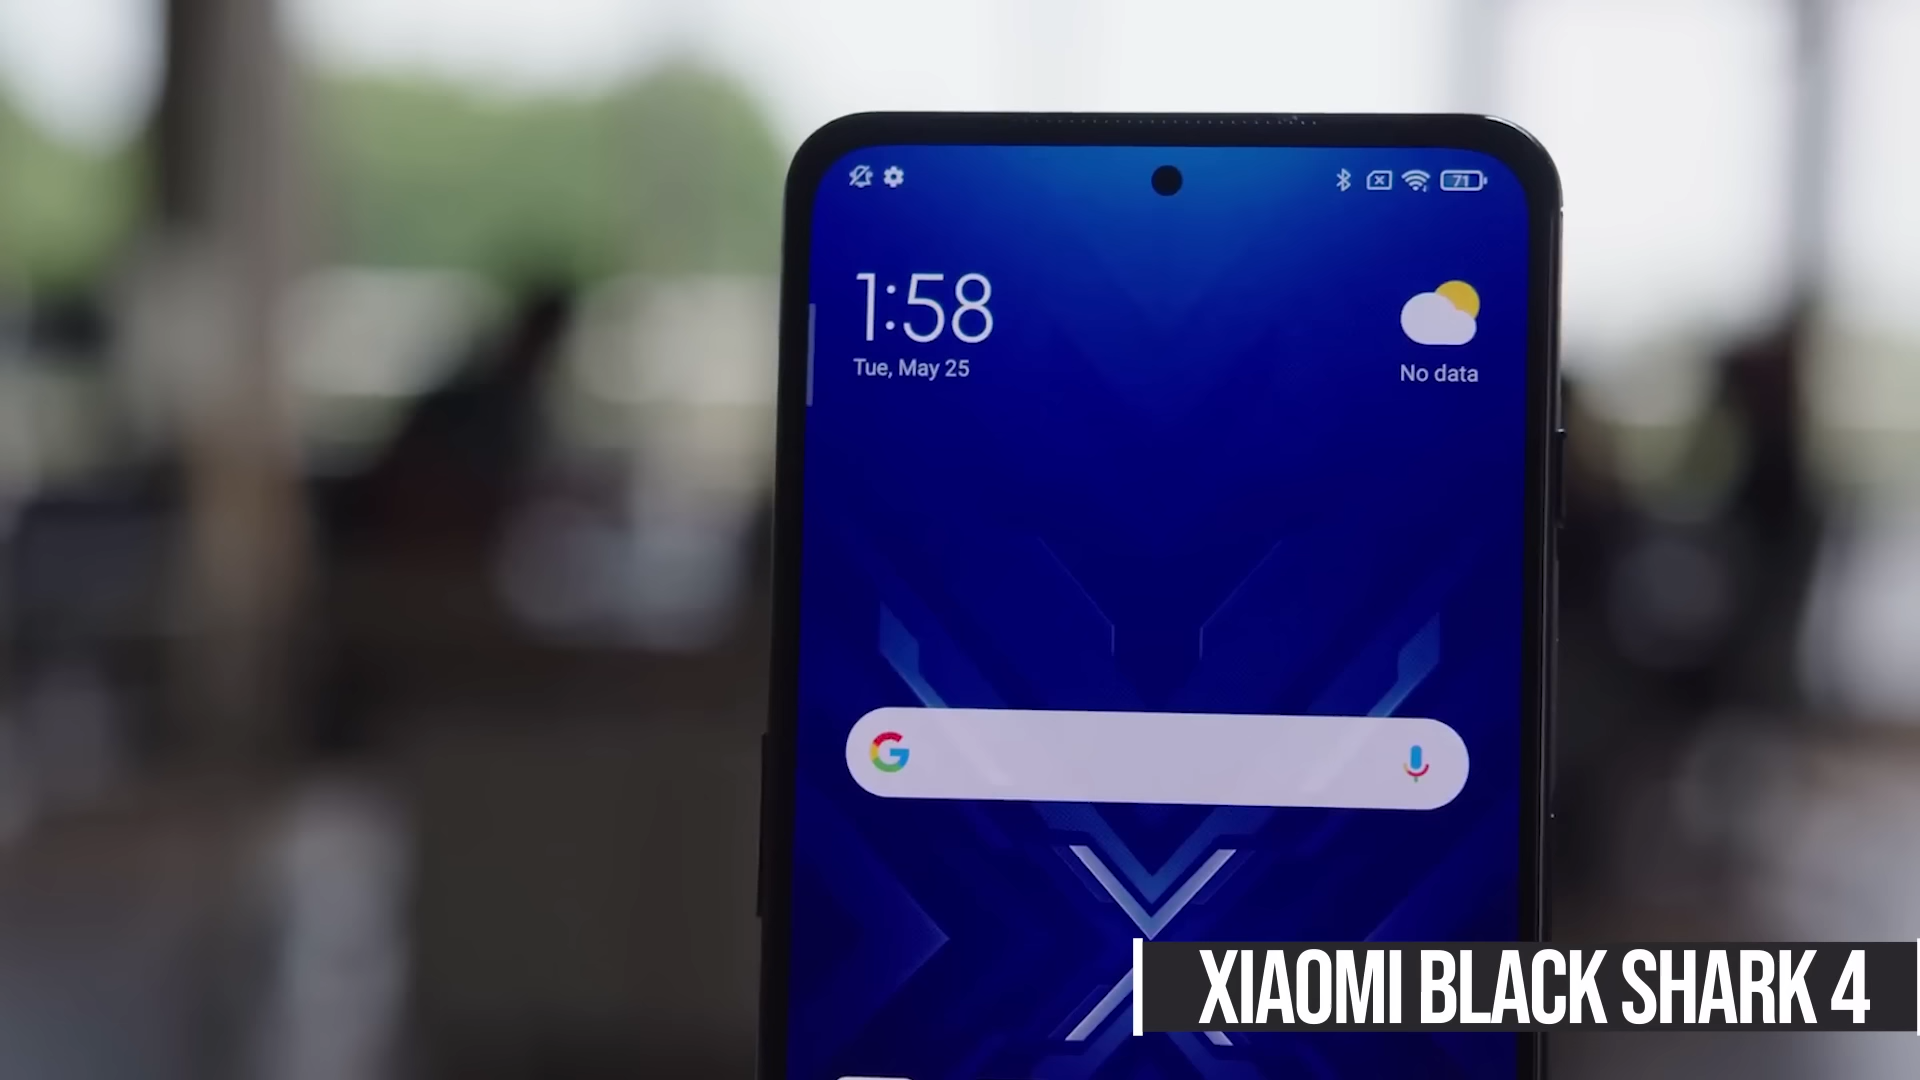 71
1:58
Tue, May 25
No data
G
XIAOMI BLACK SHARK 4